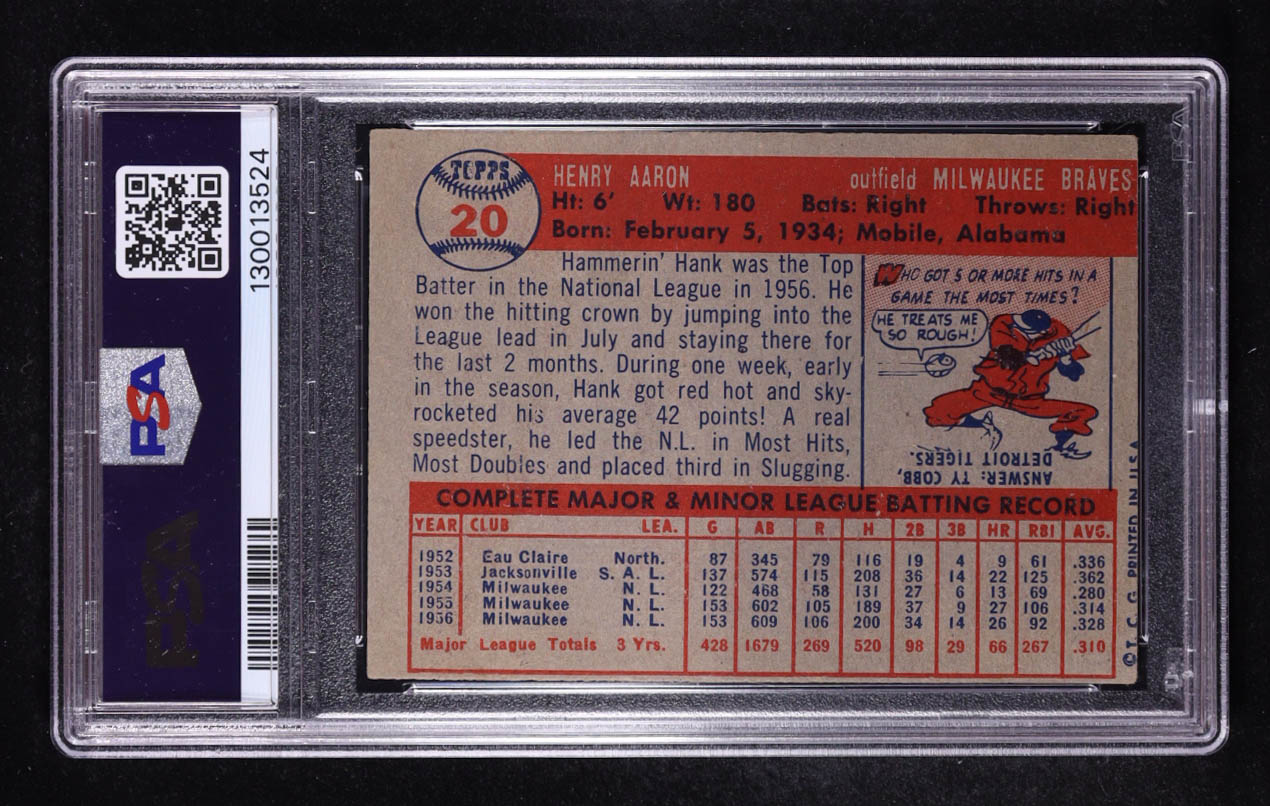 TOPPS
20
HENRY AARON outfield MILWAUKEE BRAVES
Ht: 6' Wt: 180 Bats: Right Throws: Right
Born: February 5, 1934; Mobile, Alabama
Hammerin' Hank was the Top
Batter in the National League in 1956. He
won the hitting crown by jumping into the
League lead in July and staying there for
the last 2 months. During one week, early
in the season, Hank got red hot and sky-
rocketed his average 42 points! A real
speedster, he led the N.L. in Most Hits,
Most Doubles and placed third in Slugging.
WHO GOT 5 OR MORE HITS IN A
GAME THE MOST TIMES?
HE TREATS ME
SO ROUGH!
ANSWER: TY COBB,
DETROIT TIGERS.
COMPLETE MAJOR & MINOR LEAGUE BATTING RECORD
YEAR CLUB LEA. G AB R H 2B 3B HR RBI AVG.
1952 Eau Claire North. 87 345 79 116 19 4 9 61 .336
1953 Jacksonville S. A. L. 137 574 115 208 36 14 22 125 .362
1954 Milwaukee N. L. 122 468 58 131 27 6 13 69 .280
1955 Milwaukee N. L. 153 602 105 189 37 9 27 106 .314
1956 Milwaukee N. L. 153 609 106 200 34 14 26 92 .328
Major League Totals 3 Yrs. 428 1679 269 520 98 29 66 267 .310
© T. C. G. PRINTED IN U.S.A.
PSA
PSA
130013524